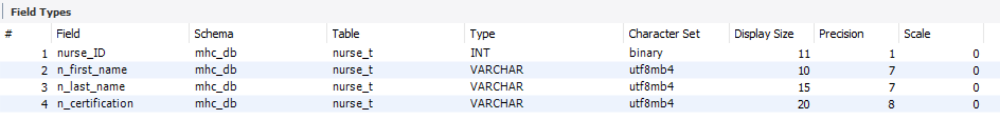 Field Types
# Field Schema Table Type Character Set Display Size Precision Scale
1 nurse_ID mhc_db nurse_t INT binary 11 1 0
2 n_first_name mhc_db nurse_t VARCHAR utf8mb4 10 7 0
3 n_last_name mhc_db nurse_t VARCHAR utf8mb4 15 7 0
4 n_certification mhc_db nurse_t VARCHAR utf8mb4 20 8 0